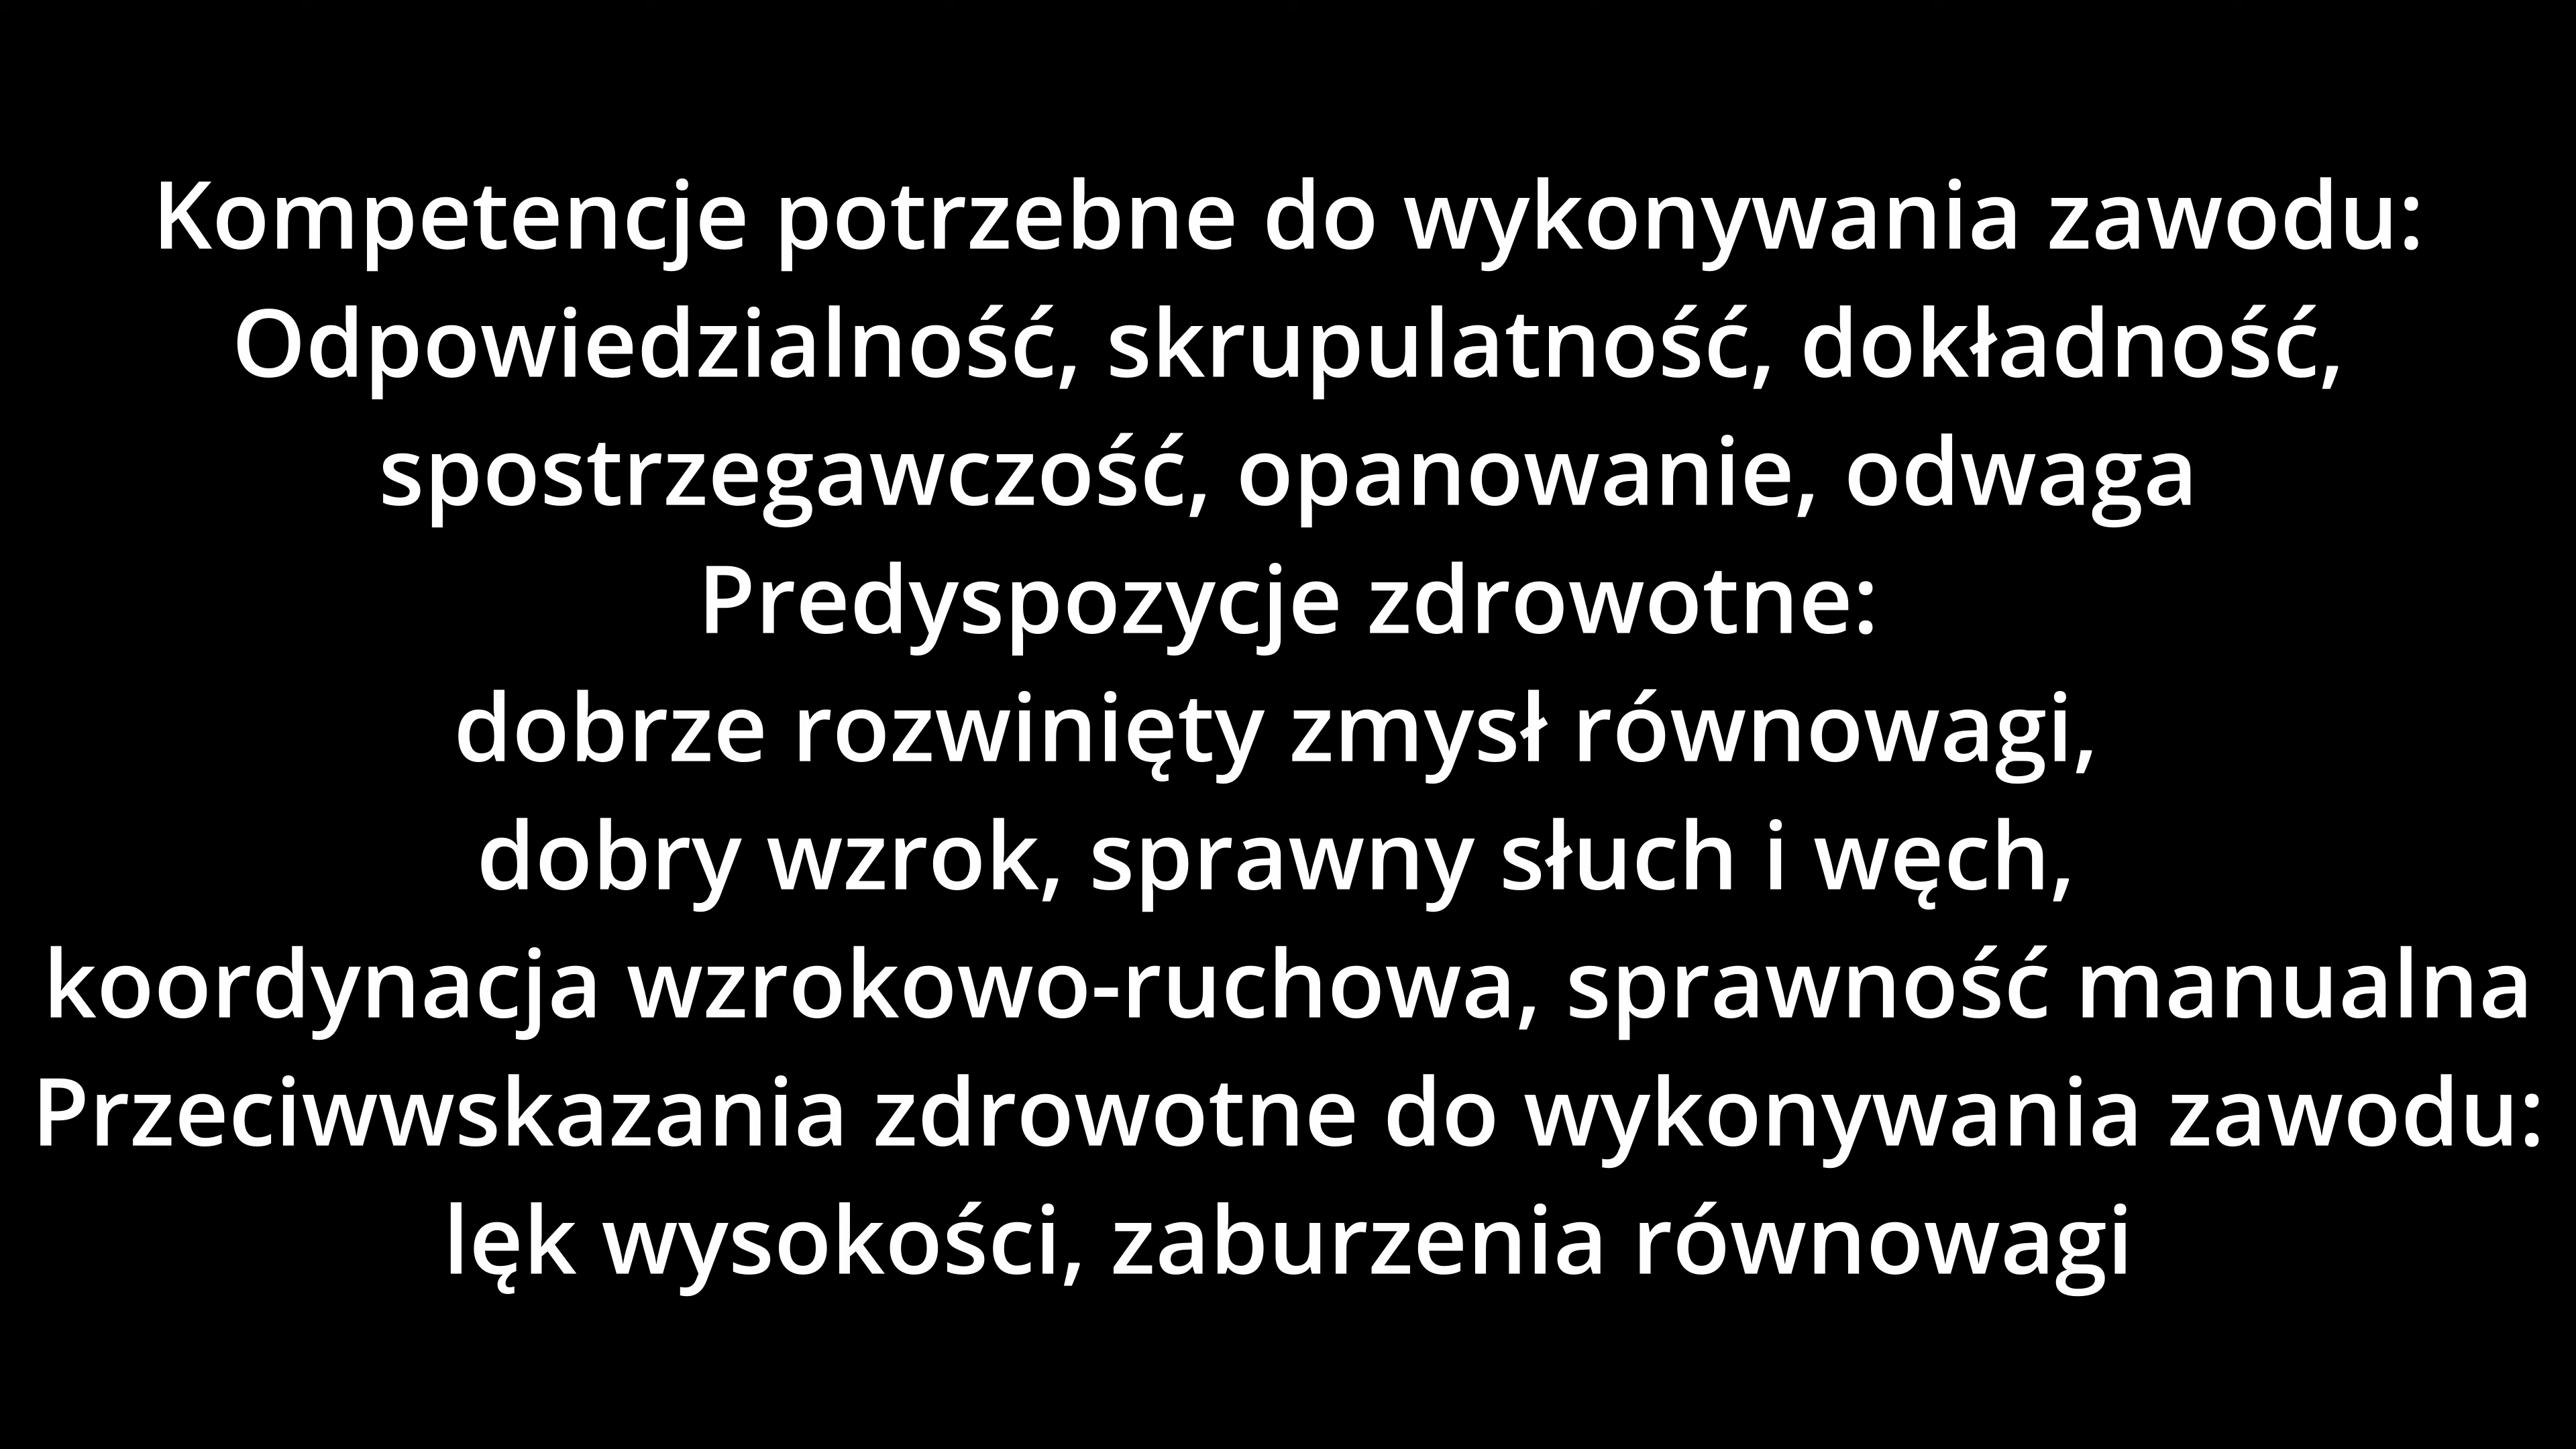 Kompetencje potrzebne do wykonywania zawodu:
Odpowiedzialność, skrupulatność, dokładność,
spostrzegawczość, opanowanie, odwaga
Predyspozycje zdrowotne:
dobrze rozwinięty zmysł równowagi,
dobry wzrok, sprawny słuch i węch,
koordynacja wzrokowo-ruchowa, sprawność manualna
Przeciwwskazania zdrowotne do wykonywania zawodu:
lęk wysokości, zaburzenia równowagi